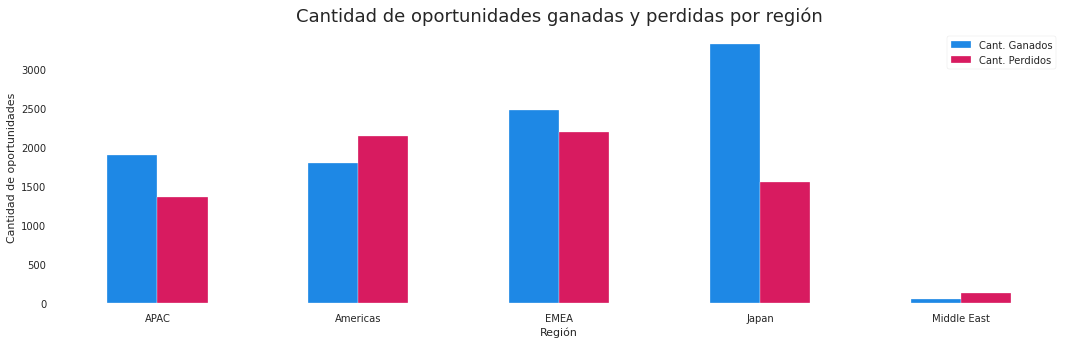 Cantidad de oportunidades ganadas y perdidas por región
Cant. Ganados
Cant. Perdidos
Cantidad de oportunidades
3000
2500
2000
1500
1000
500
0
APAC
Americas
EMEA
Japan
Middle East
Región